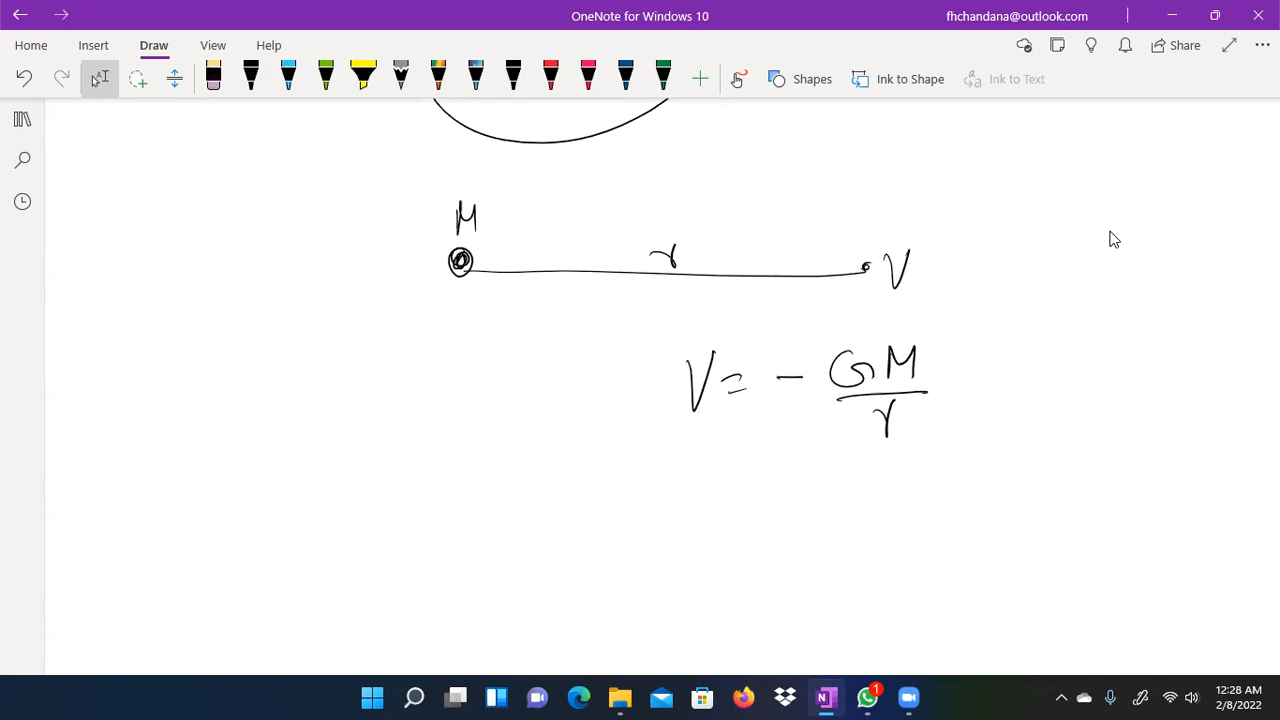 OneNote for Windows 10
fhchandana@outlook.com
Home Insert Draw View Help
Share
Shapes Ink to Shape Ink to Text
M
r
V
V = - GM
r
1
12:28 AM
2/8/2022